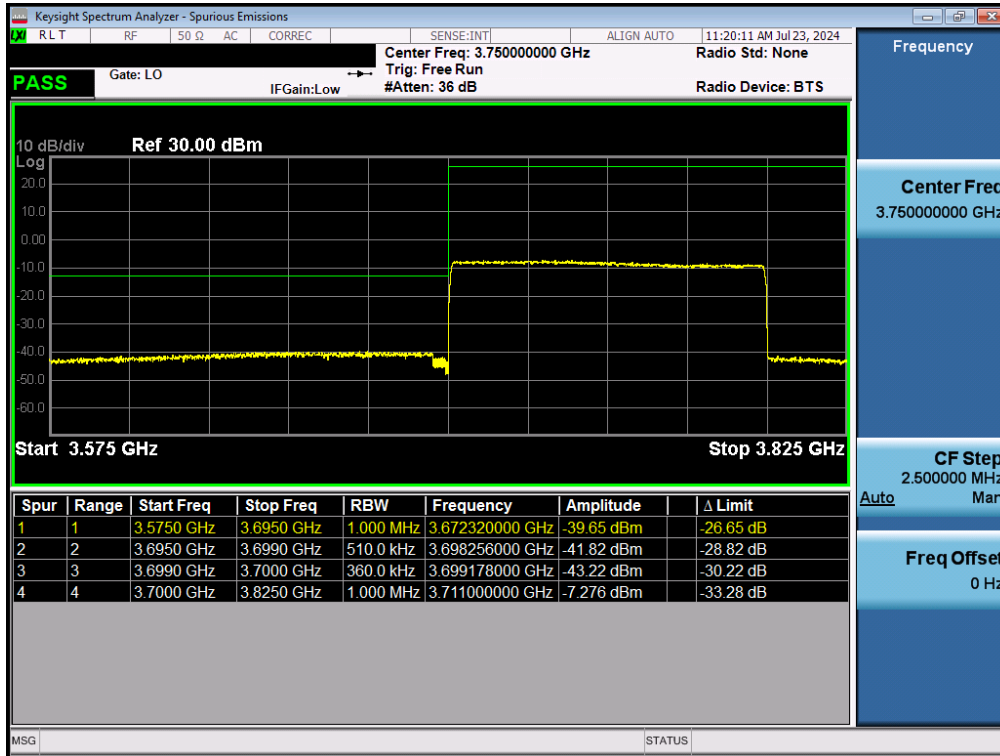 Keysight Spectrum Analyzer - Spurious Emissions
LXI RLT RF 50 Ω AC CORREC SENSE:INT ALIGN AUTO 11:20:11 AM Jul 23, 2024
Center Freq: 3.750000000 GHz Radio Std: None
Gate: LO Trig: Free Run
PASS IFGain:Low #Atten: 36 dB Radio Device: BTS
Frequency
10 dB/div Ref 30.00 dBm
Log
20.0
10.0
0.00
-10.0
-20.0
-30.0
-40.0
-50.0
-60.0
Start 3.575 GHz Stop 3.825 GHz
Center Freq
3.750000000 GHz
CF Step
2.500000 MHz
Auto Man
Freq Offset
0 Hz
Spur Range Start Freq Stop Freq RBW Frequency Amplitude Δ Limit
1 1 3.5750 GHz 3.6950 GHz 1.000 MHz 3.672320000 GHz -39.65 dBm -26.65 dB
2 2 3.6950 GHz 3.6990 GHz 510.0 kHz 3.698256000 GHz -41.82 dBm -28.82 dB
3 3 3.6990 GHz 3.7000 GHz 360.0 kHz 3.699178000 GHz -43.22 dBm -30.22 dB
4 4 3.7000 GHz 3.8250 GHz 1.000 MHz 3.711000000 GHz -7.276 dBm -33.28 dB
MSG STATUS